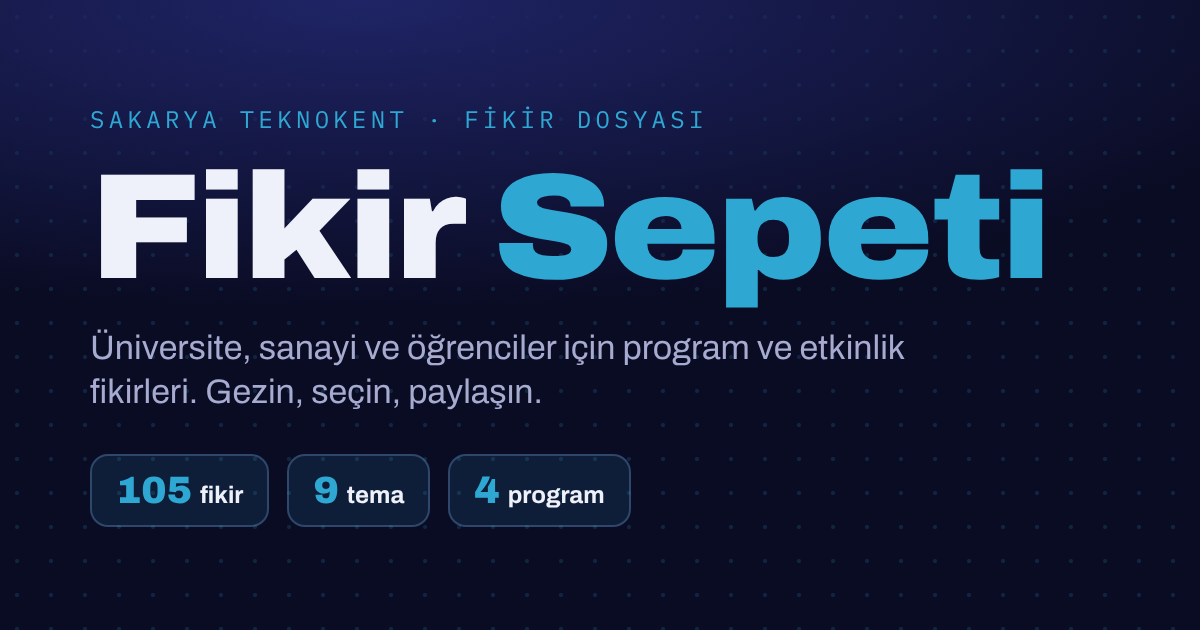 SAKARYA TEKNOKENT · FİKİR DOSYASI
Fikir Sepeti
Üniversite, sanayi ve öğrenciler için program ve etkinlik
fikirleri. Gezin, seçin, paylaşın.
105 fikir 9 tema 4 program